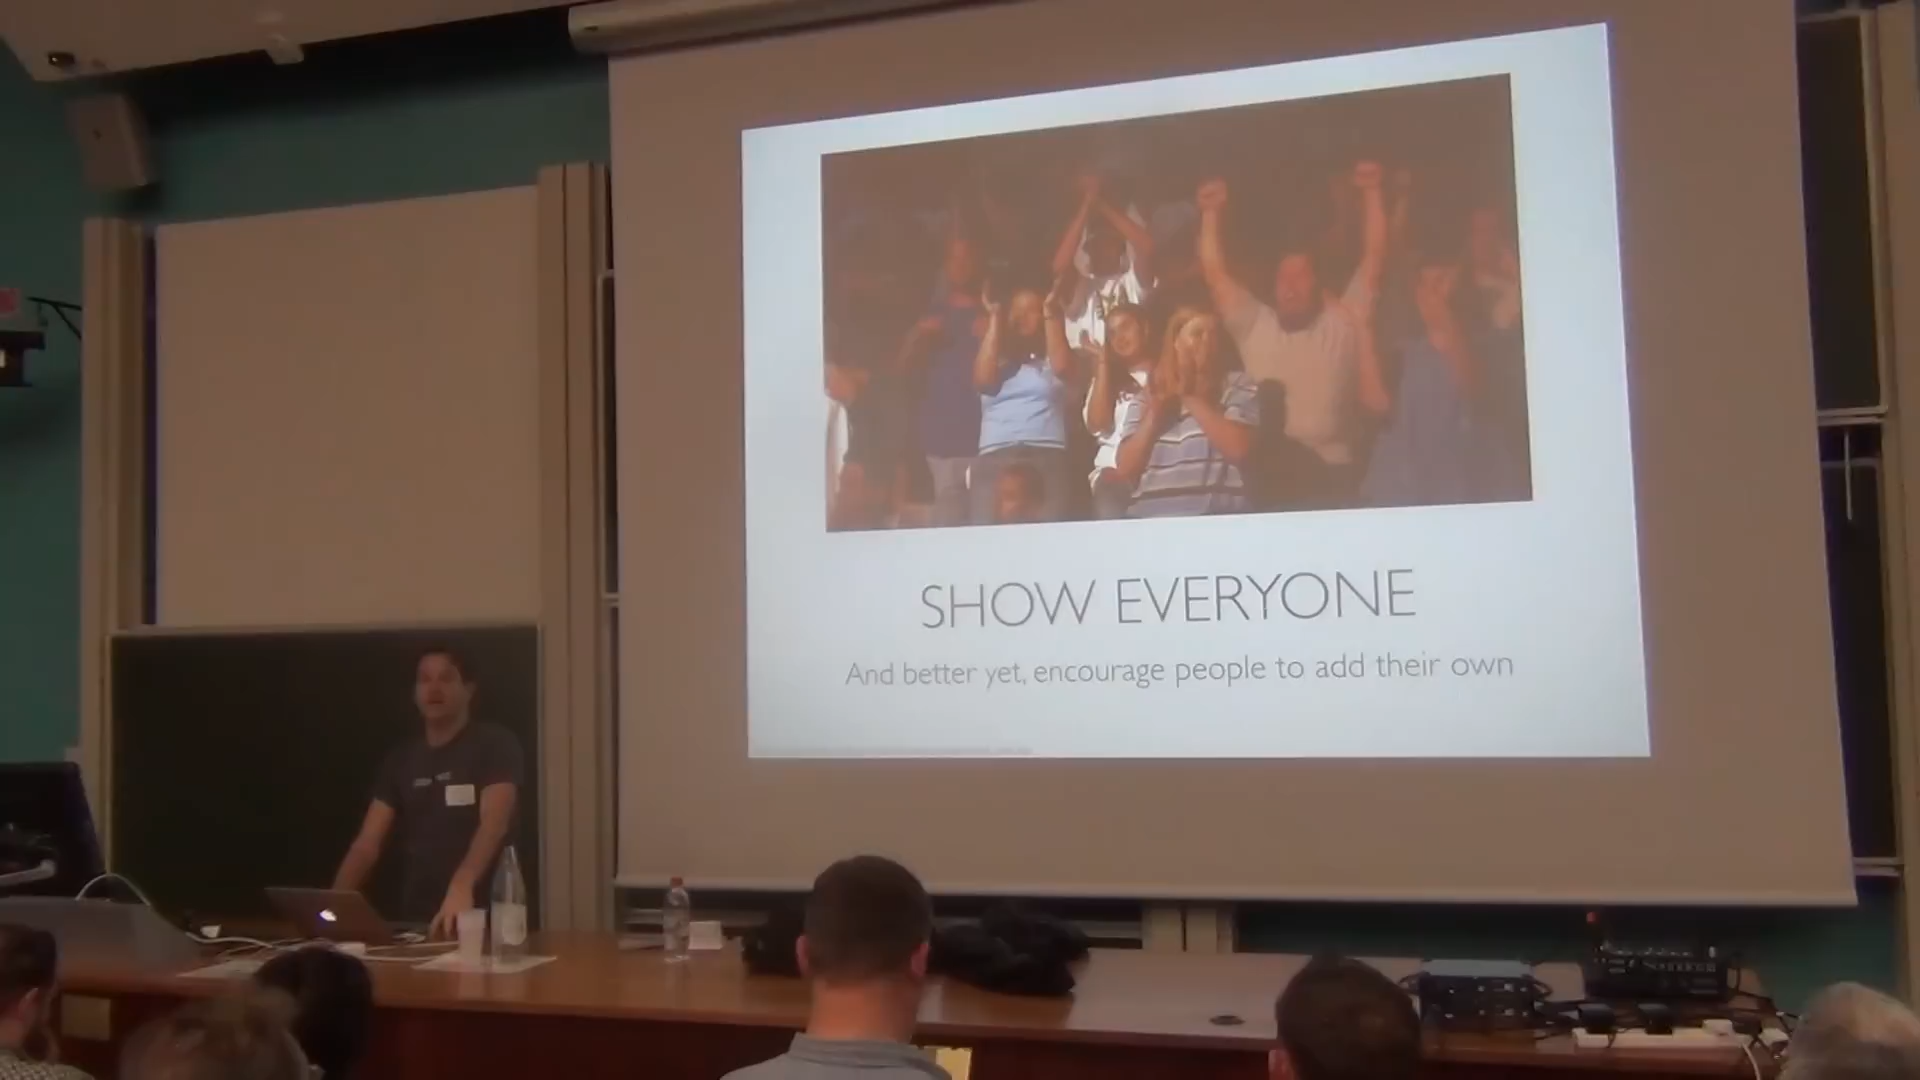 SHOW EVERYONE
And better yet, encourage people to add their own